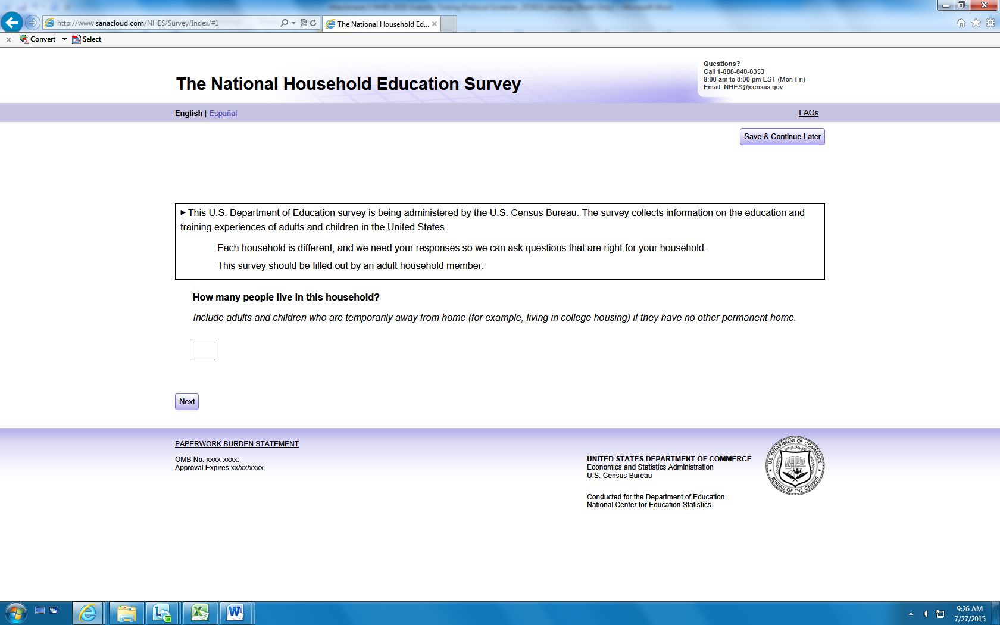 http://www.sanacloud.com/NHES/Survey/Index/#1
The National Household Ed...
Convert
Select
The National Household Education Survey
Questions?
Call 1-888-840-8353
8:00 am to 8:00 pm EST (Mon-Fri)
Email: NHES@census.gov
English | Español
FAQs
Save & Continue Later
▶This U.S. Department of Education survey is being administered by the U.S. Census Bureau. The survey collects information on the education and
training experiences of adults and children in the United States.
Each household is different, and we need your responses so we can ask questions that are right for your household.
This survey should be filled out by an adult household member.
How many people live in this household?
Include adults and children who are temporarily away from home (for example, living in college housing) if they have no other permanent home.
Next
PAPERWORK BURDEN STATEMENT
OMB No. xxxx-xxxx:
Approval Expires xx/xx/xxxx
UNITED STATES DEPARTMENT OF COMMERCE
Economics and Statistics Administration
U.S. Census Bureau
Conducted for the Department of Education
National Center for Education Statistics
U.S. DEPARTMENT OF COMMERCE
BUREAU OF THE CENSUS
9:26 AM
7/27/2015